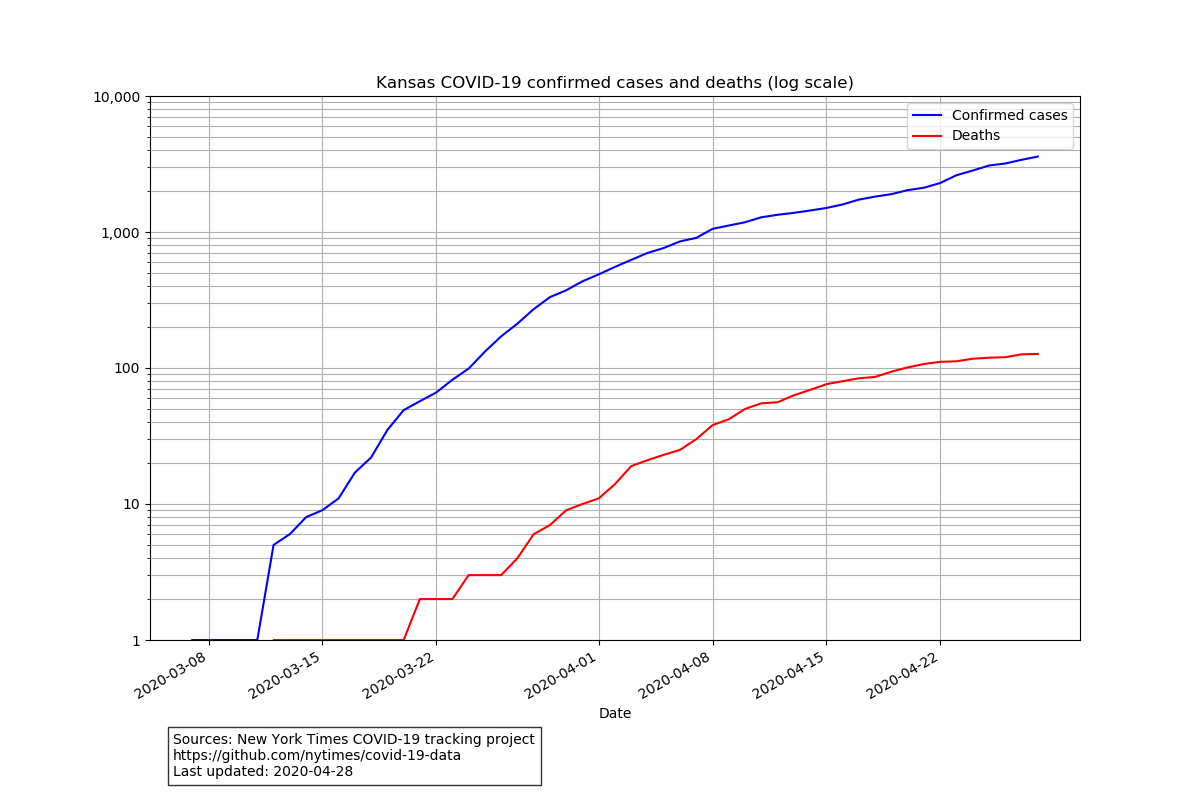 Kansas COVID-19 confirmed cases and deaths (log scale)
10,000
1,000
100
10
1
Confirmed cases
Deaths
2020-03-08
2020-03-15
2020-03-22
2020-04-01
2020-04-08
2020-04-15
2020-04-22
Date
Sources: New York Times COVID-19 tracking project
https://github.com/nytimes/covid-19-data
Last updated: 2020-04-28